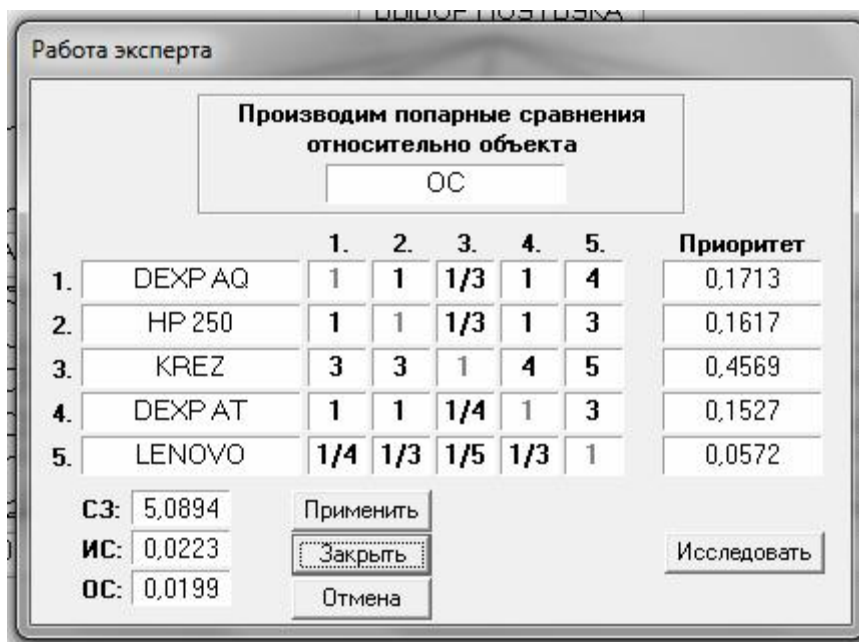 Работа эксперта
Производим попарные сравнения
относительно объекта
ОС
1. 2. 3. 4. 5. Приоритет
1. DEXP AQ 1 1 1/3 1 4 0,1713
2. HP 250 1 1 1/3 1 3 0,1617
3. KREZ 3 3 1 4 5 0,4569
4. DEXP AT 1 1 1/4 1 3 0,1527
5. LENOVO 1/4 1/3 1/5 1/3 1 0,0572
СЗ: 5,0894 Применить
ИС: 0,0223 Закрыть Исследовать
ОС: 0,0199 Отмена